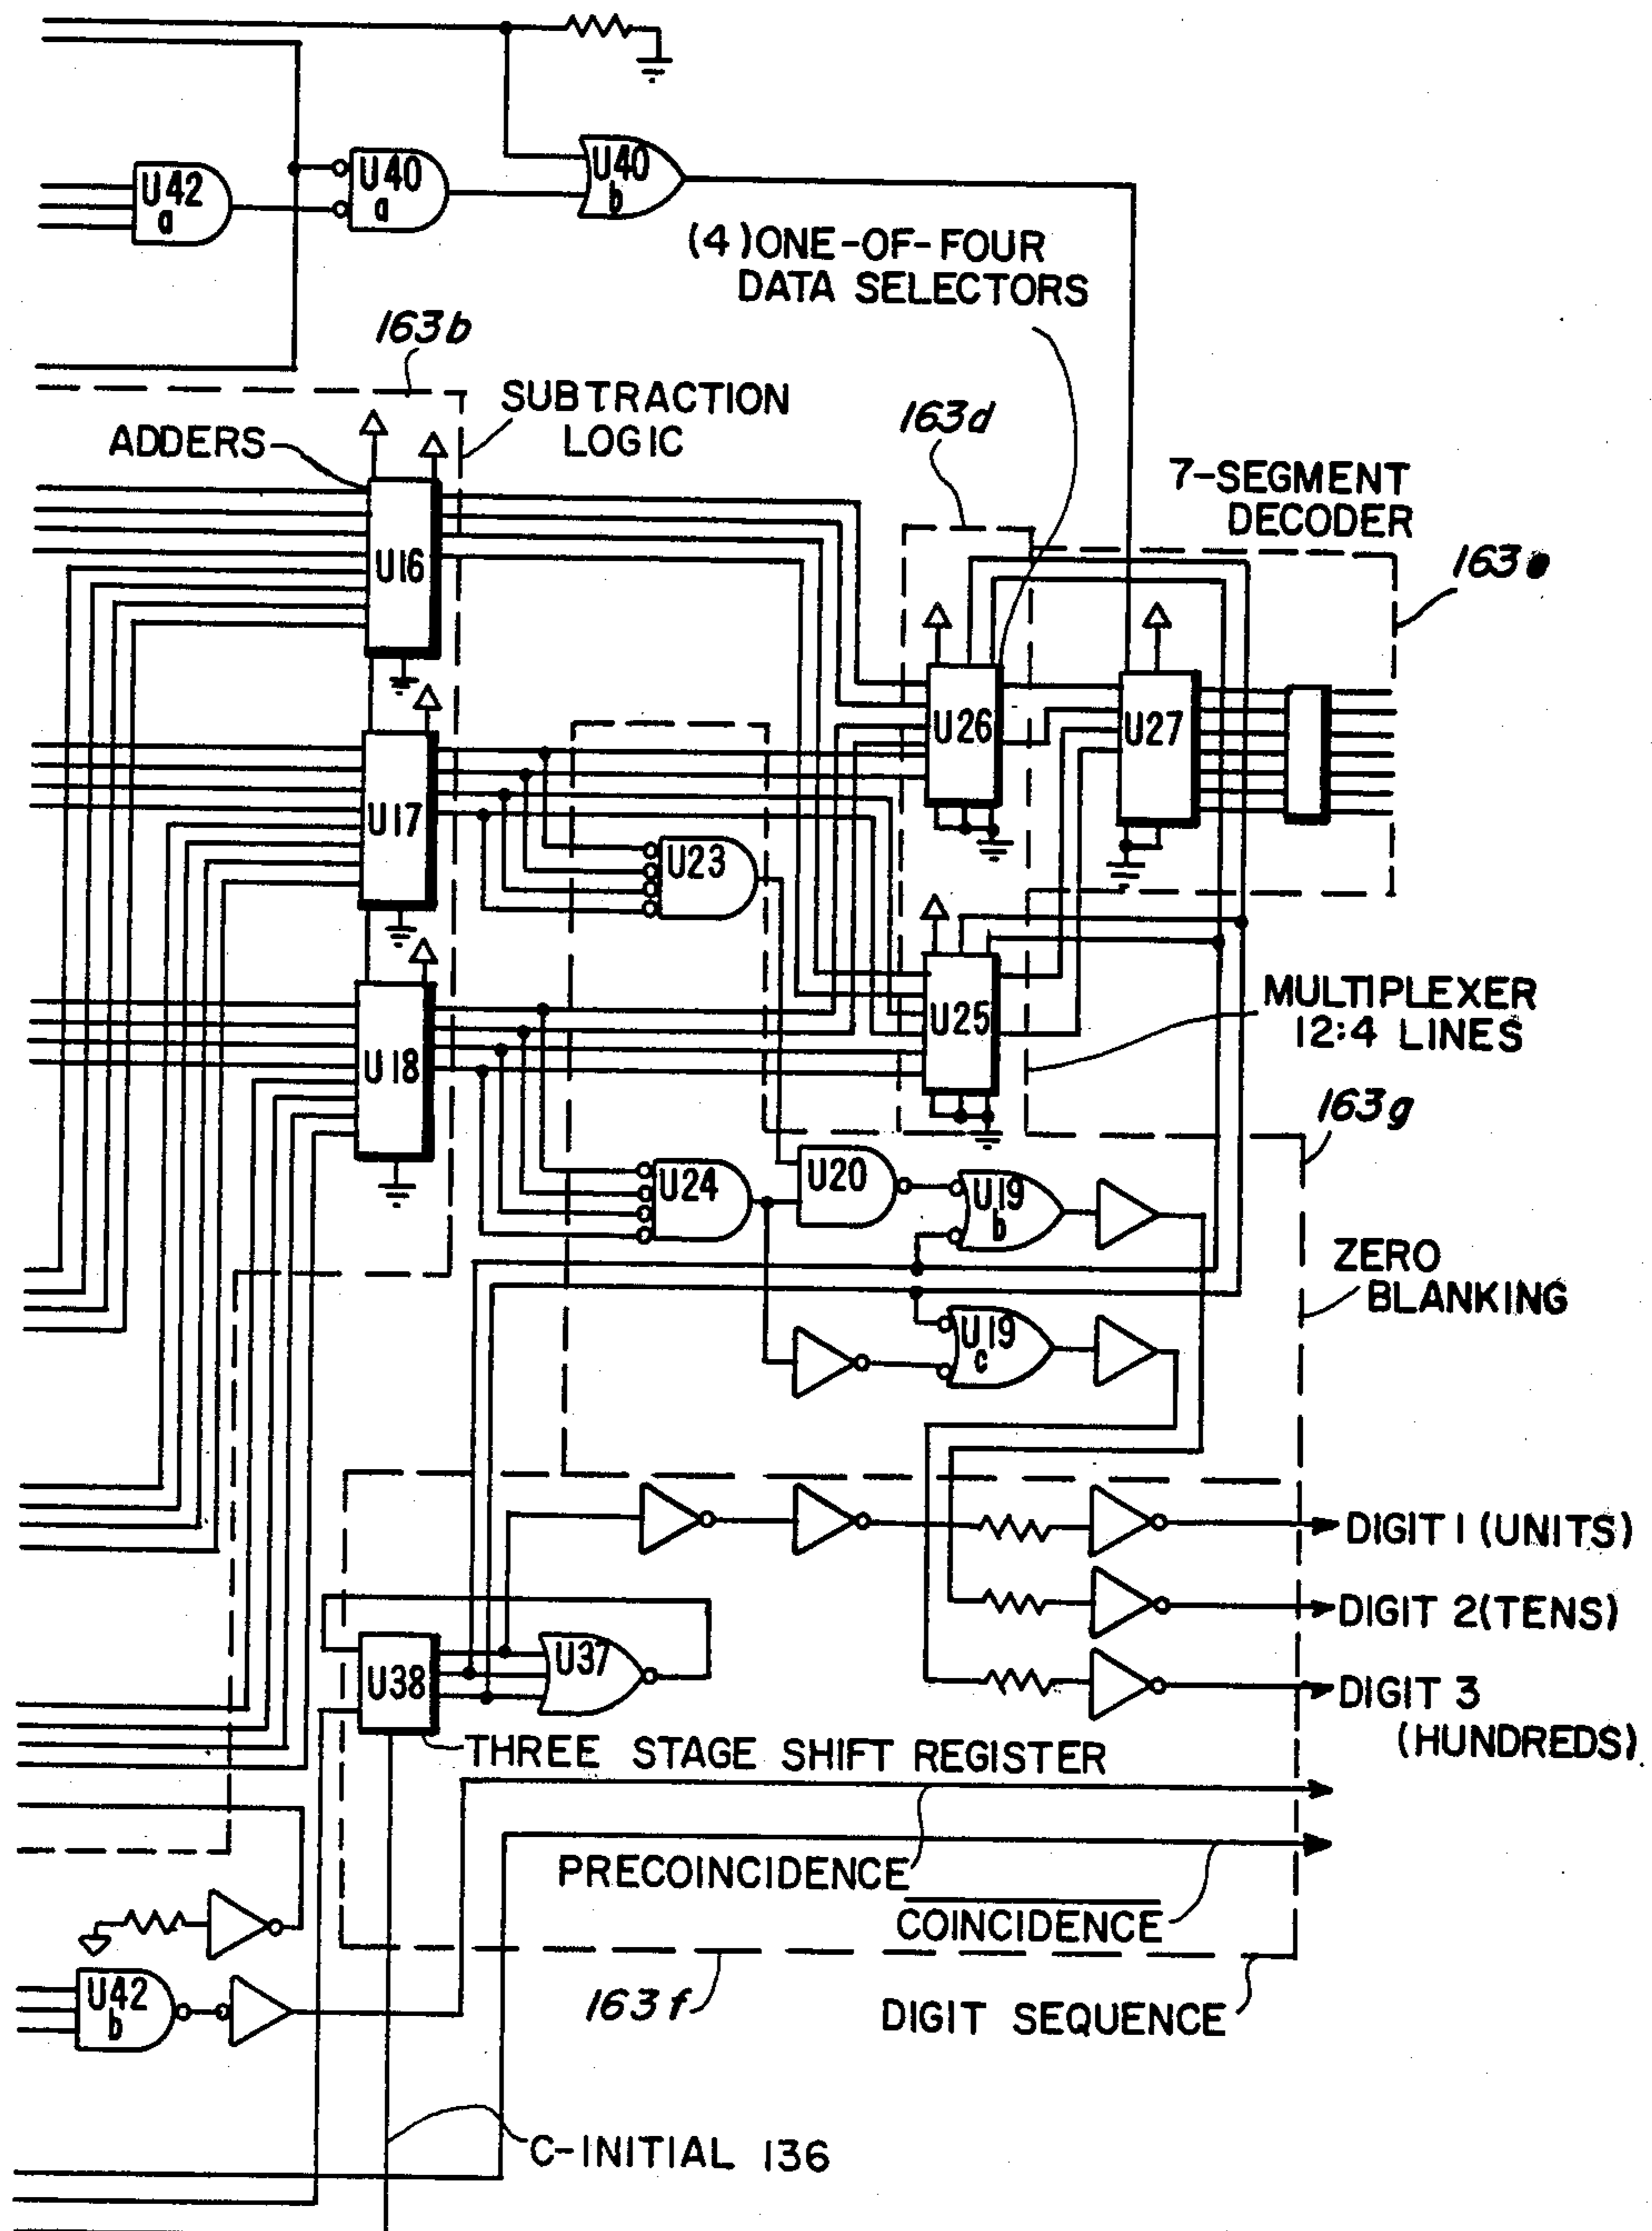 U42
a
U40
a
U40
b
(4) ONE-OF-FOUR
DATA SELECTORS
163b
SUBTRACTION
LOGIC
ADDERS
163d
7-SEGMENT
DECODER
163e
U16
U26
U27
U17
U23
U25
MULTIPLEXER
12:4 LINES
U18
163g
U24
U20
U19
b
ZERO
BLANKING
U19
c
DIGIT 1 (UNITS)
DIGIT 2 (TENS)
U38
U37
DIGIT 3
(HUNDREDS)
THREE STAGE SHIFT REGISTER
PRECOINCIDENCE
COINCIDENCE
163f
DIGIT SEQUENCE
U42
b
C-INITIAL 136